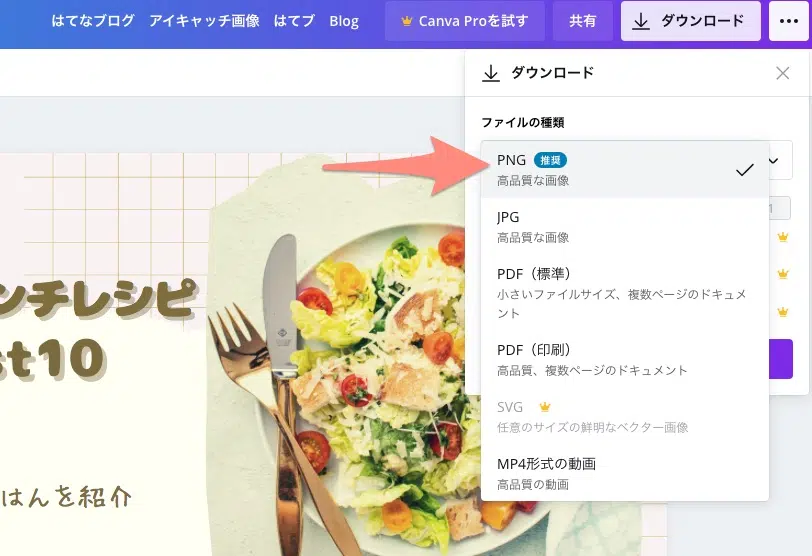 はてなブログ アイキャッチ画像 はてブ Blog
Canva Proを試す
共有
ダウンロード
ダウンロード
ファイルの種類
PNG 推奨
高品質な画像
JPG
高品質な画像
PDF（標準）
小さいファイルサイズ、複数ページのドキュメ
ント
PDF（印刷）
高品質、複数ページのドキュメント
SVG
任意のサイズの鮮明なベクター画像
MP4形式の動画
高品質の動画
ンチレシピ
st10
はんを紹介